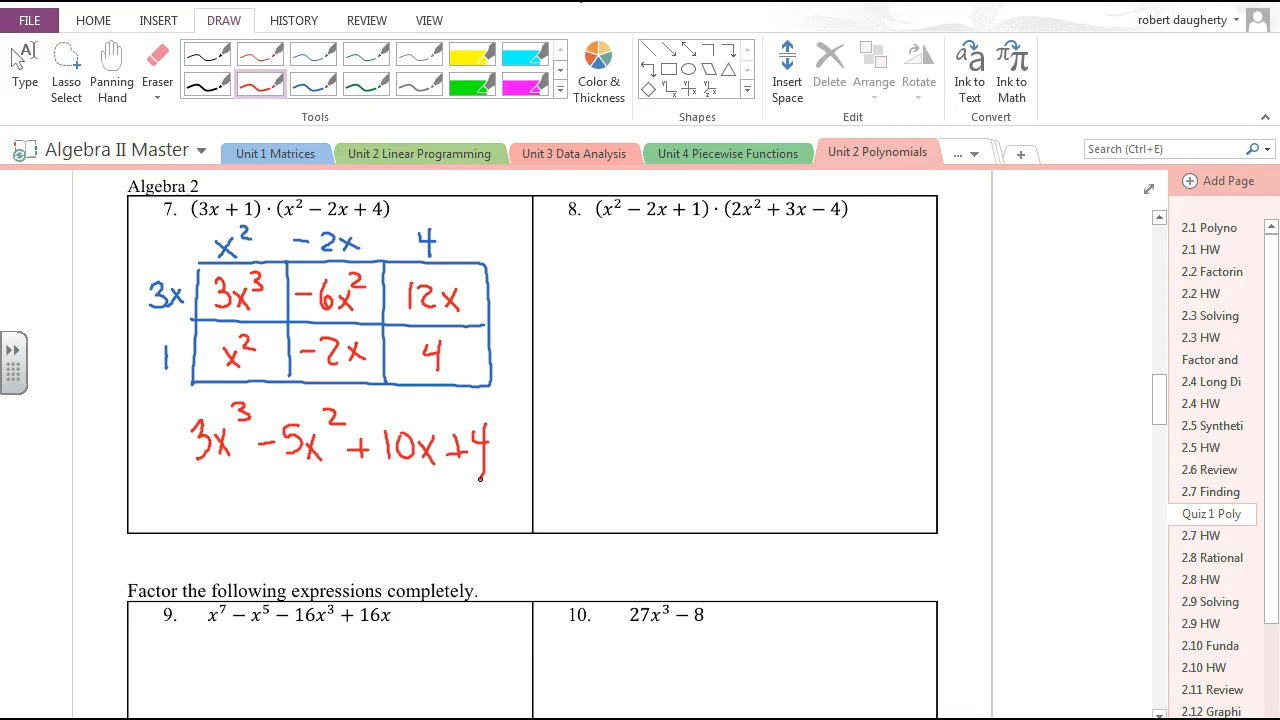 FILE HOME INSERT DRAW HISTORY REVIEW VIEW robert daugherty
Type Lasso Select Panning Hand Eraser Color & Thickness Insert Space Delete Arrange Rotate Ink to Text Ink to Math
Tools Shapes Edit Convert
Algebra II Master Unit 1 Matrices Unit 2 Linear Programming Unit 3 Data Analysis Unit 4 Piecewise Functions Unit 2 Polynomials ... Search (Ctrl+E)
Add Page
Algebra 2
7. (3x + 1) · (x² − 2x + 4)
x² − 2x 4
3x 3x³ −6x² 12x
1 x² −2x 4
3x³ − 5x² + 10x + 4
8. (x² − 2x + 1) · (2x² + 3x − 4)
Factor the following expressions completely.
9. x⁷ − x⁵ − 16x³ + 16x
10. 27x³ − 8
2.1 Polyno
2.1 HW
2.2 Factorin
2.2 HW
2.3 Solving
2.3 HW
Factor and
2.4 Long Di
2.4 HW
2.5 Syntheti
2.5 HW
2.6 Review
2.7 Finding
Quiz 1 Poly
2.7 HW
2.8 Rational
2.8 HW
2.9 Solving
2.9 HW
2.10 Funda
2.10 HW
2.11 Review
2.12 Graphi